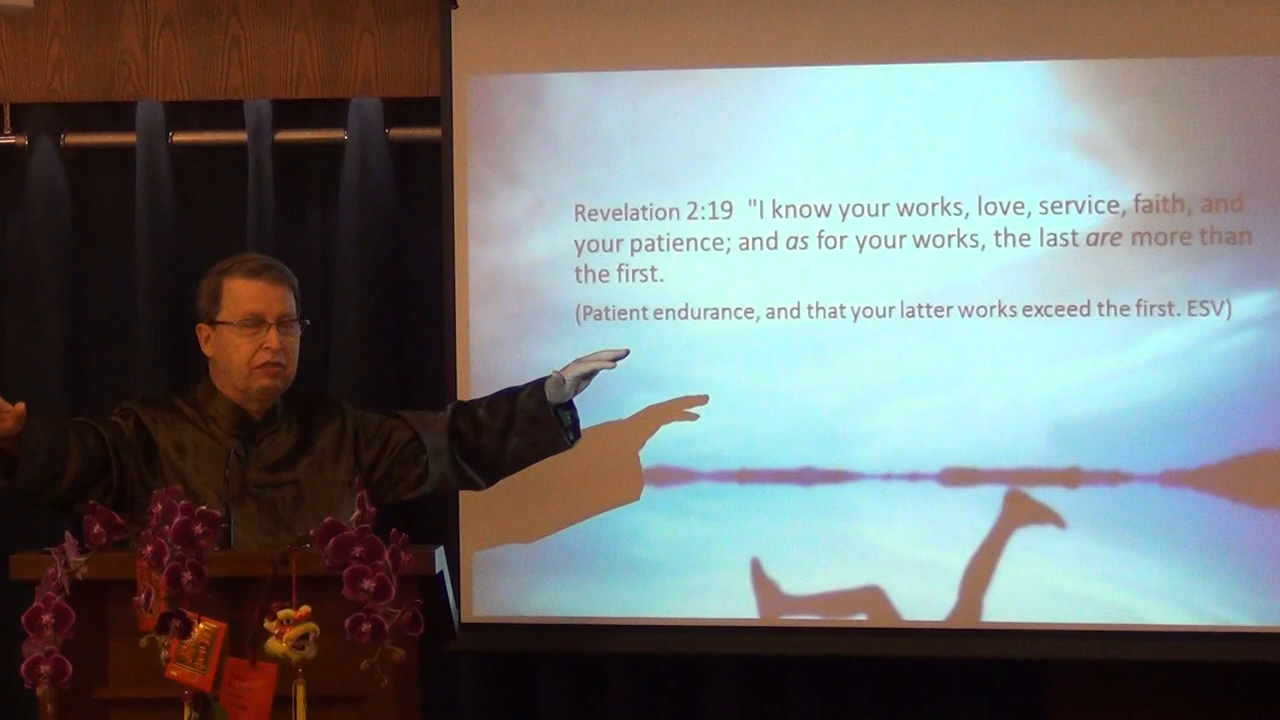 Revelation 2:19 "I know your works, love, service, faith, and
your patience; and as for your works, the last are more than
the first.
(Patient endurance, and that your latter works exceed the first. ESV)